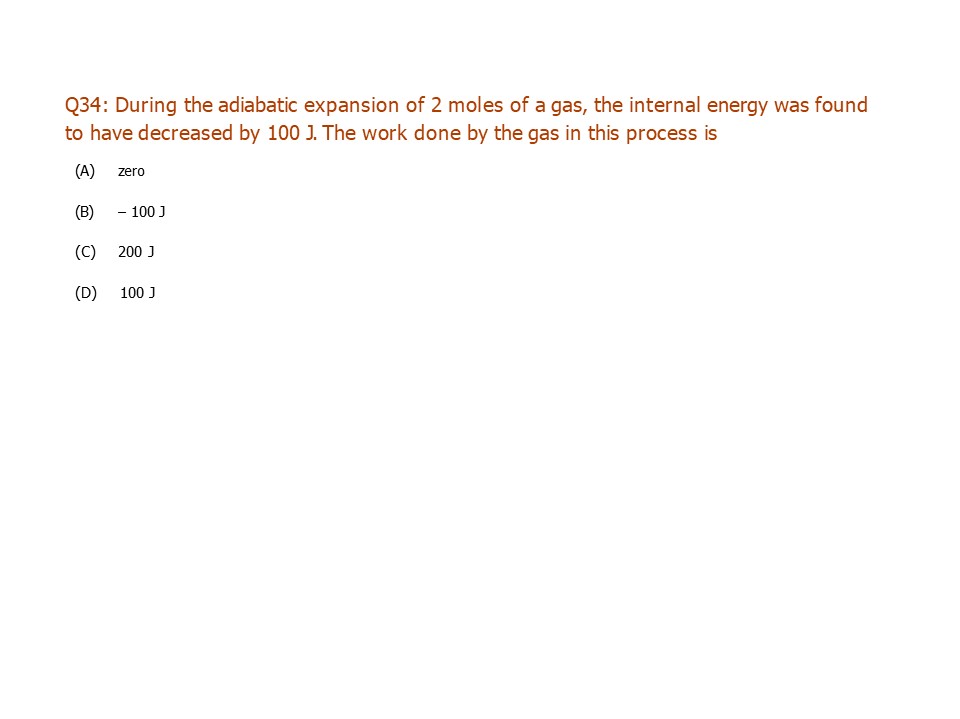 Q34: During the adiabatic expansion of 2 moles of a gas, the internal energy was found
to have decreased by 100 J. The work done by the gas in this process is
(A) zero
(B) – 100 J
(C) 200 J
(D) 100 J